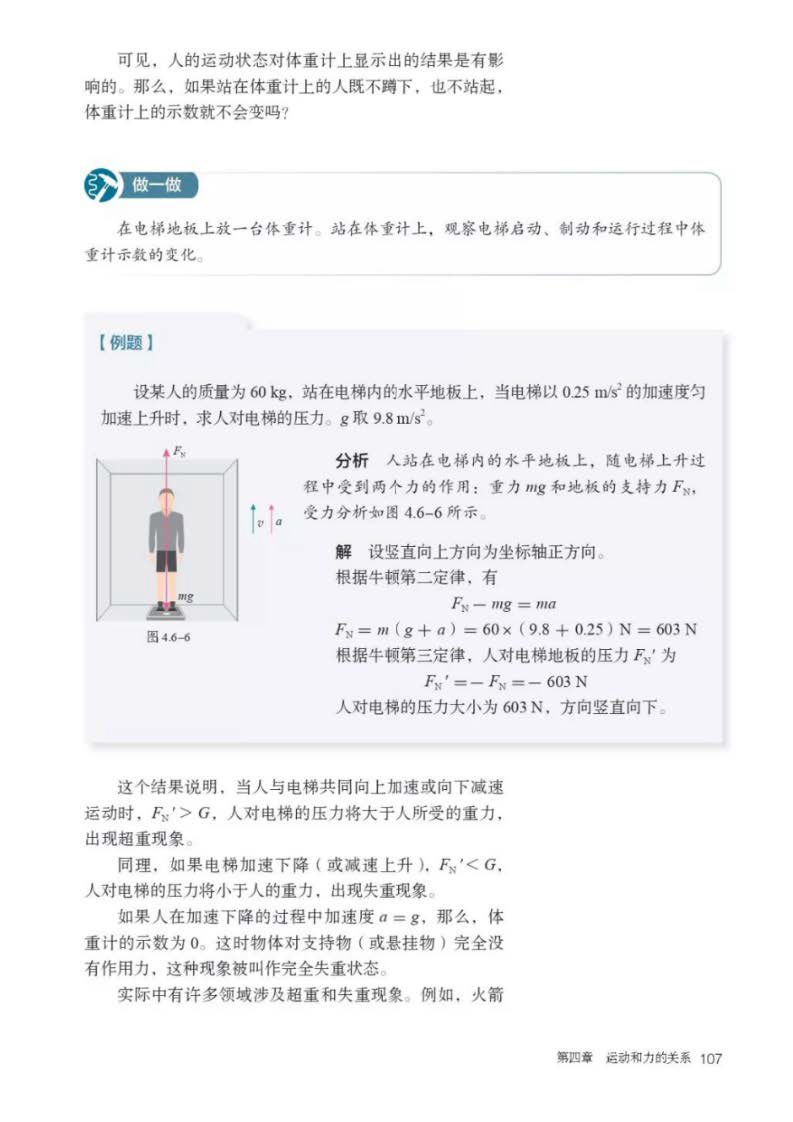 可见，人的运动状态对体重计上显示出的结果是有影
响的。那么，如果站在体重计上的人既不蹲下，也不站起，
体重计上的示数就不会变吗？
做一做
在电梯地板上放一台体重计。站在体重计上，观察电梯启动、制动和运行过程中体
重计示数的变化。
【例题】
设某人的质量为 60 kg，站在电梯内的水平地板上，当电梯以 0.25 m/s² 的加速度匀
加速上升时，求人对电梯的压力。g 取 9.8 m/s²。
F_N
v
a
mg
图 4.6-6
分析　人站在电梯内的水平地板上，随电梯上升过
程中受到两个力的作用：重力 mg 和地板的支持力 F_N，
受力分析如图 4.6-6 所示。
解　设竖直向上方向为坐标轴正方向。
根据牛顿第二定律，有
F_N － mg ＝ ma
F_N ＝ m（g ＋ a）＝ 60×（9.8 ＋ 0.25）N ＝ 603 N
根据牛顿第三定律，人对电梯地板的压力 F_N′ 为
F_N′ ＝－ F_N ＝－ 603 N
人对电梯的压力大小为 603 N，方向竖直向下。
这个结果说明，当人与电梯共同向上加速或向下减速
运动时，F_N′＞ G，人对电梯的压力将大于人所受的重力，
出现超重现象。
同理，如果电梯加速下降（或减速上升），F_N′＜ G，
人对电梯的压力将小于人的重力，出现失重现象。
如果人在加速下降的过程中加速度 a ＝ g，那么，体
重计的示数为 0。这时物体对支持物（或悬挂物）完全没
有作用力，这种现象被叫作完全失重状态。
实际中有许多领域涉及超重和失重现象。例如，火箭
第四章　运动和力的关系　107